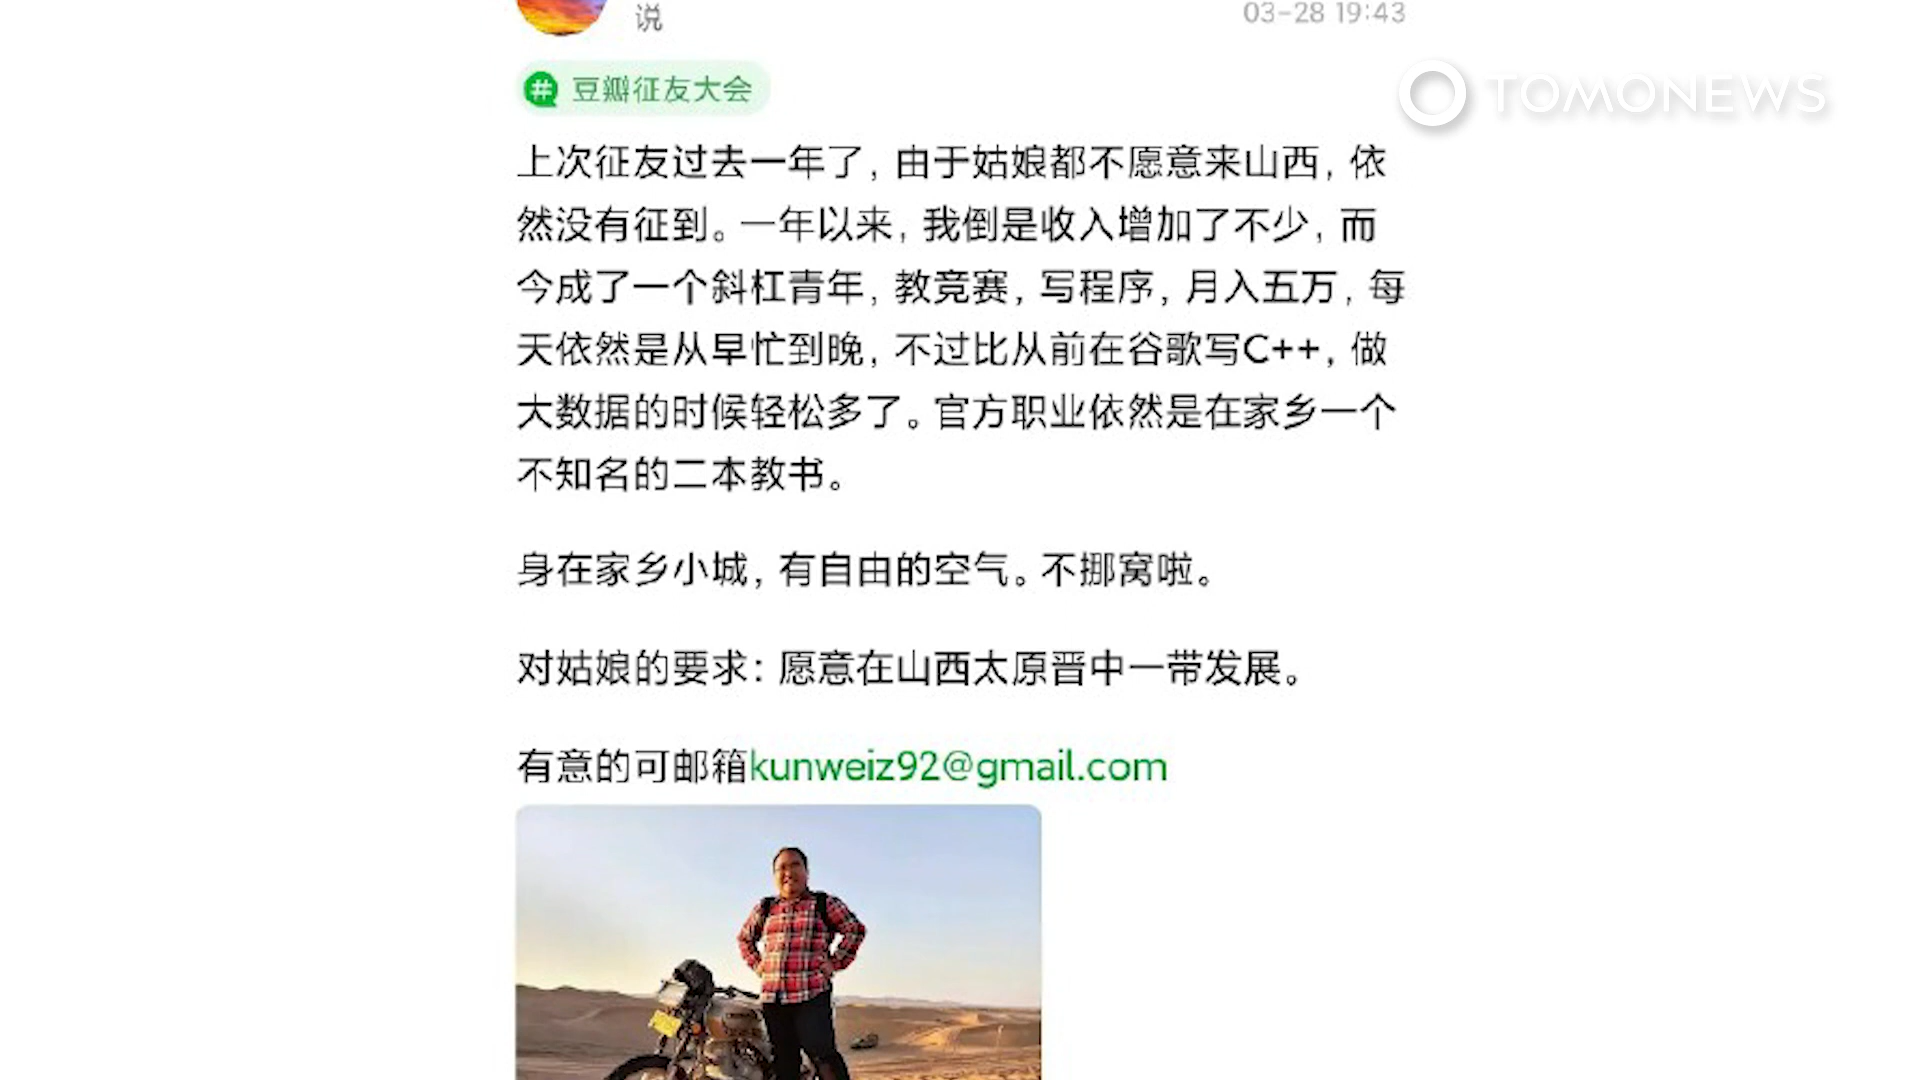 说
03-28 19:43
TOMONEWS
豆瓣征友大会
上次征友过去一年了，由于姑娘都不愿意来山西，依
然没有征到。一年以来，我倒是收入增加了不少，而
今成了一个斜杠青年，教竞赛，写程序，月入五万，每
天依然是从早忙到晚，不过比从前在谷歌写C++，做
大数据的时候轻松多了。官方职业依然是在家乡一个
不知名的二本教书。
身在家乡小城，有自由的空气。不挪窝啦。
对姑娘的要求：愿意在山西太原晋中一带发展。
有意的可邮箱kunweiz92@gmail.com